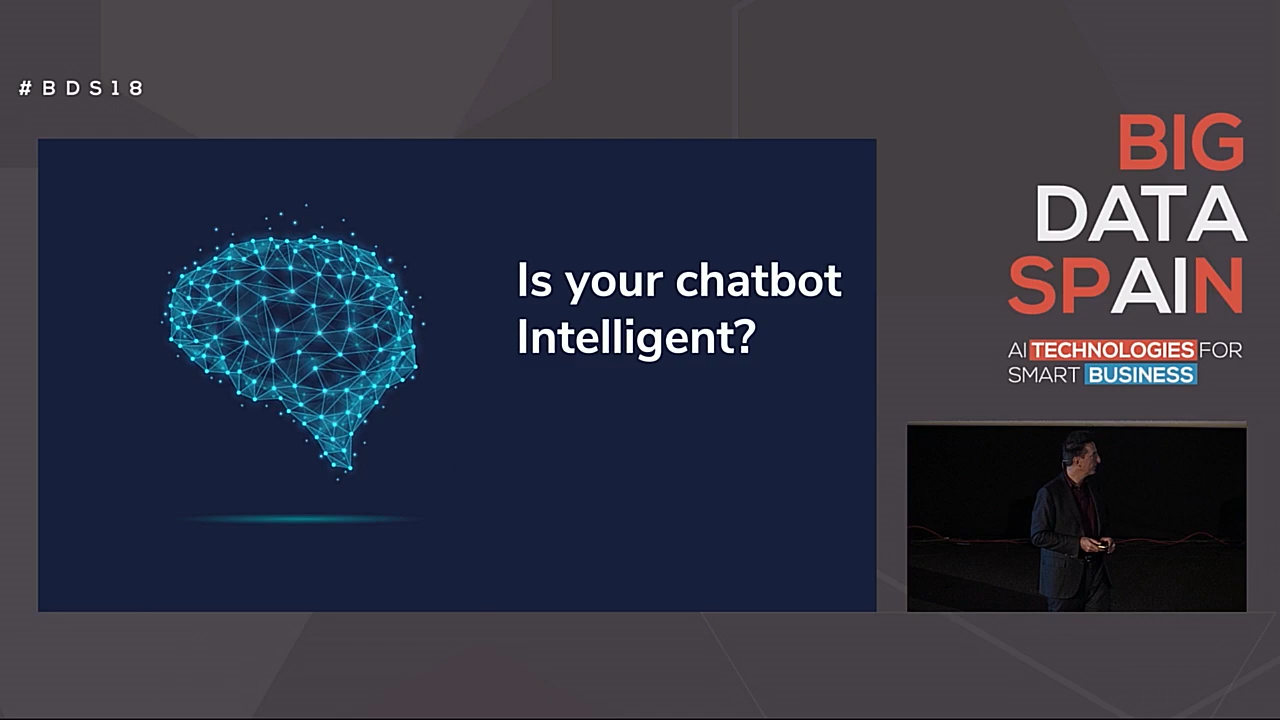 #BDS18
Is your chatbot
Intelligent?
BIG
DATA
SPAIN
AI TECHNOLOGIES FOR
SMART BUSINESS